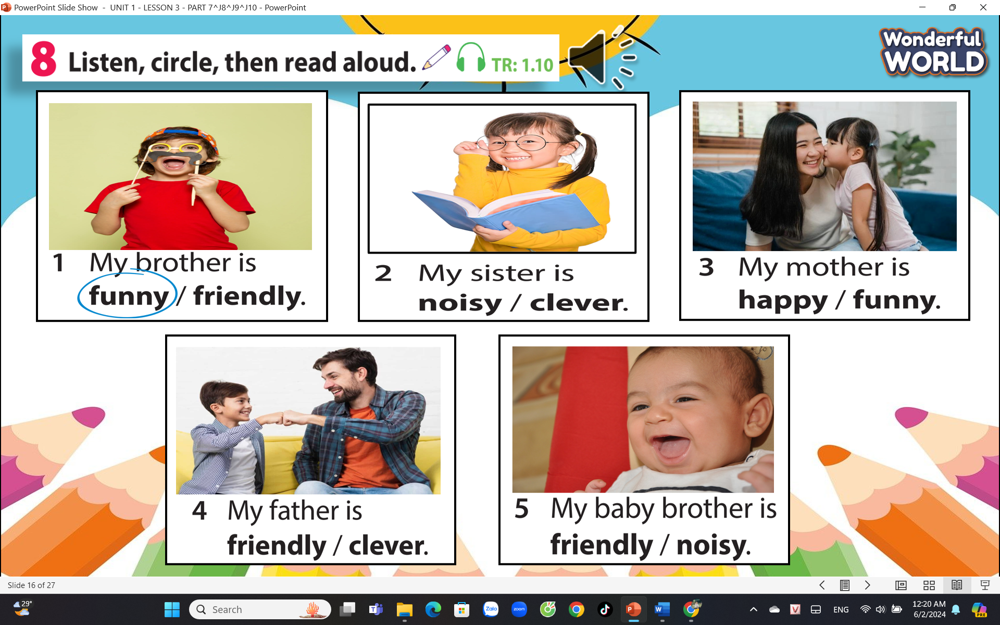 PowerPoint Slide Show - UNIT 1 - LESSON 3 - PART 7^J8^J9^J10 - PowerPoint
8 Listen, circle, then read aloud. TR: 1.10
Wonderful
WORLD
1 My brother is
funny / friendly.
2 My sister is
noisy / clever.
3 My mother is
happy / funny.
4 My father is
friendly / clever.
5 My baby brother is
friendly / noisy.
Slide 16 of 27
29°
Search
Zalo
zoom
ENG
12:20 AM
6/2/2024
PRE